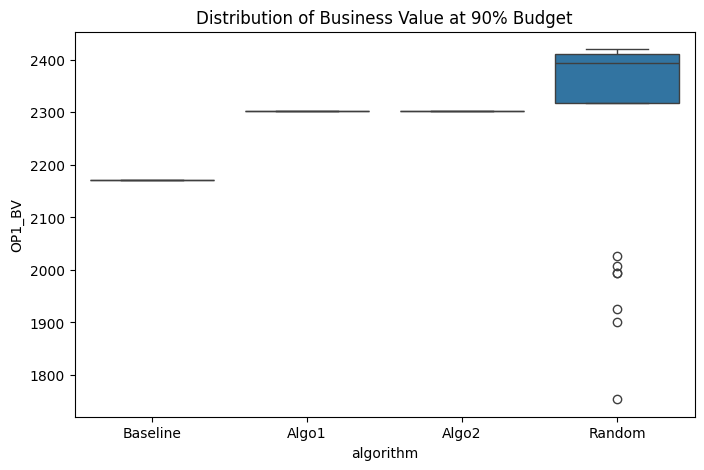 Distribution of Business Value at 90% Budget
OP1_BV
2400
2300
2200
2100
2000
1900
1800
Baseline
Algo1
Algo2
Random
algorithm